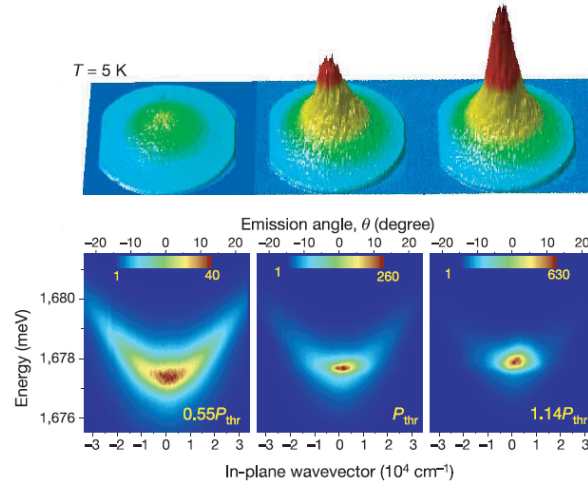 T = 5 K
Emission angle, θ (degree)
−20 −10 0 10 20 −20 −10 0 10 20 −20 −10 0 10 20
1 40 1 260 1 630
1,680
1,678
1,676
Energy (meV)
0.55Pthr Pthr 1.14Pthr
−3 −2 −1 0 1 2 3 −3 −2 −1 0 1 2 3 −3 −2 −1 0 1 2 3
In-plane wavevector (10⁴ cm⁻¹)